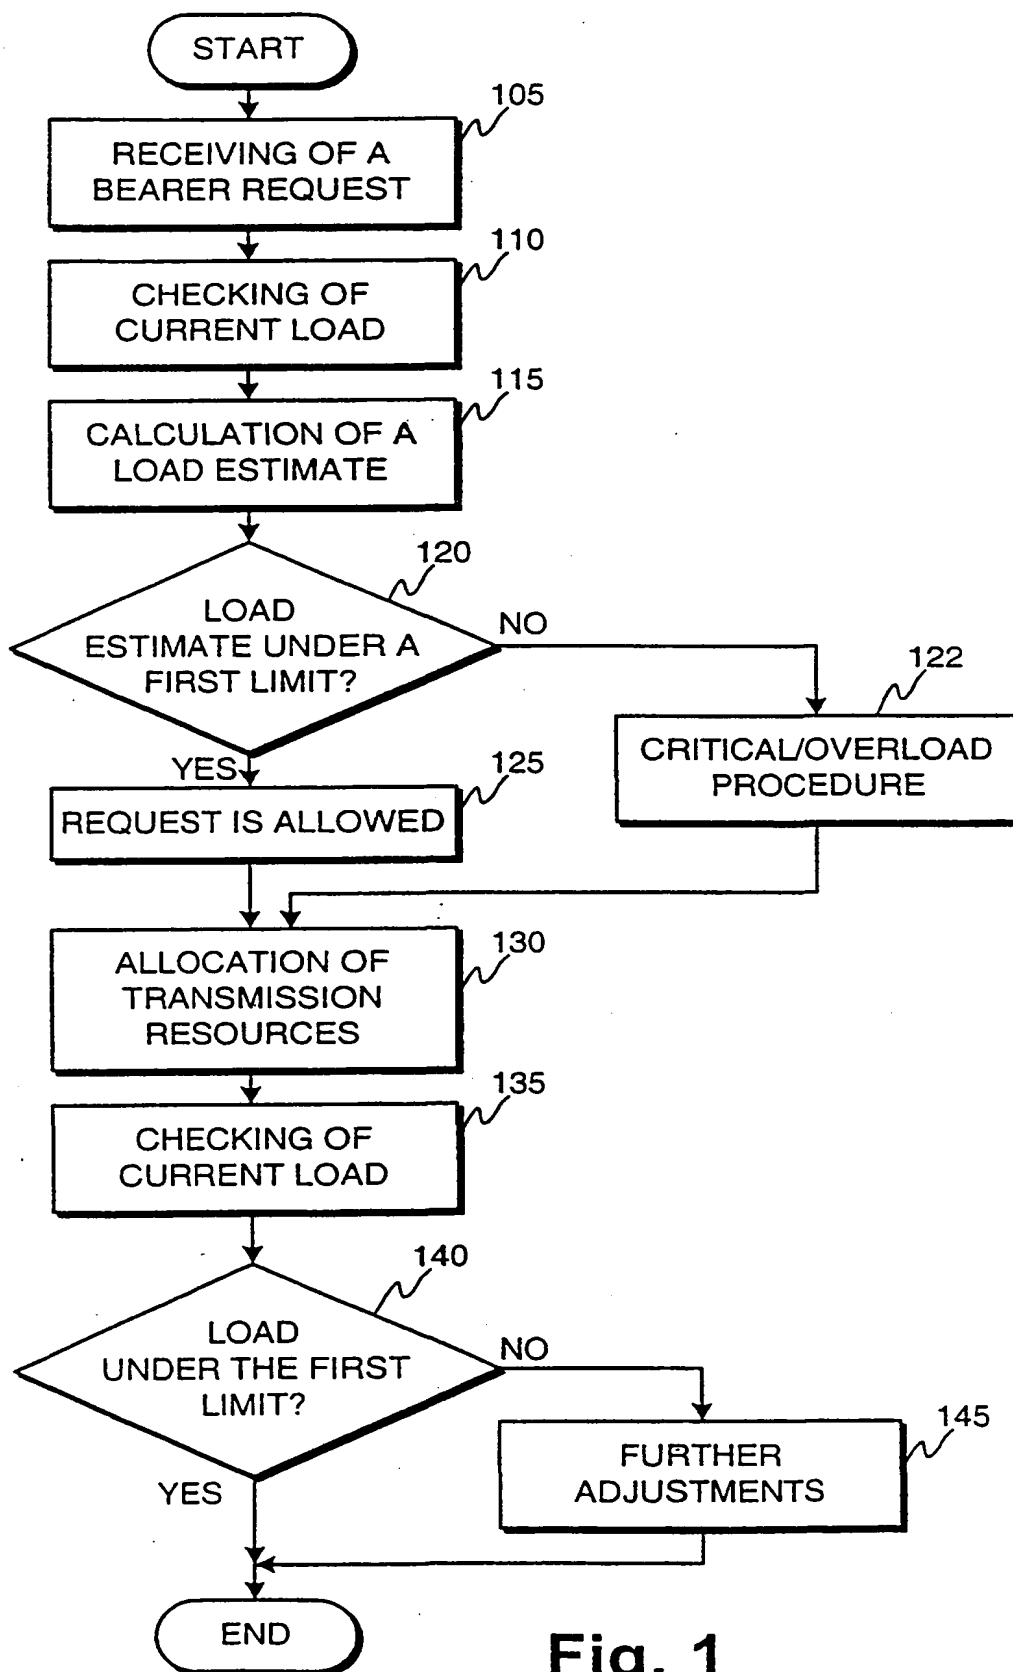 START
105
RECEIVING OF A
BEARER REQUEST
110
CHECKING OF
CURRENT LOAD
115
CALCULATION OF A
LOAD ESTIMATE
120
LOAD
ESTIMATE UNDER A
FIRST LIMIT?
NO
122
CRITICAL/OVERLOAD
PROCEDURE
YES
125
REQUEST IS ALLOWED
130
ALLOCATION OF
TRANSMISSION
RESOURCES
135
CHECKING OF
CURRENT LOAD
140
LOAD
UNDER THE FIRST
LIMIT?
NO
145
FURTHER
ADJUSTMENTS
YES
END
Fig. 1